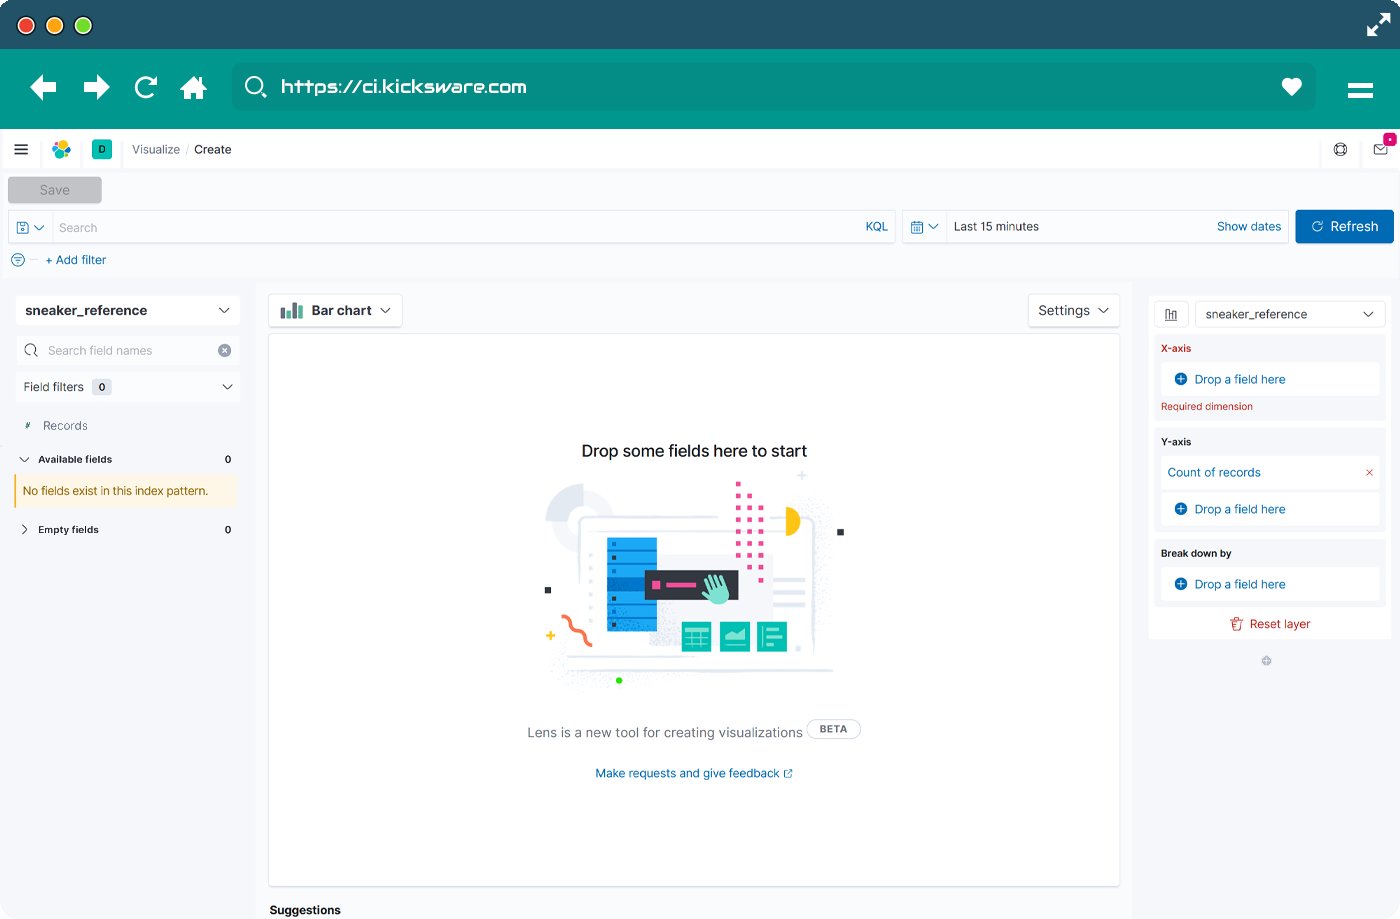 https://ci.kicksware.com
D
Visualize / Create
Save
Search
KQL
Last 15 minutes
Show dates
Refresh
+ Add filter
sneaker_reference
Search field names
Field filters 0
# Records
Available fields 0
No fields exist in this index pattern.
Empty fields 0
Bar chart
Settings
Drop some fields here to start
Lens is a new tool for creating visualizations BETA
Make requests and give feedback
Suggestions
sneaker_reference
X-axis
Drop a field here
Required dimension
Y-axis
Count of records
Drop a field here
Break down by
Drop a field here
Reset layer